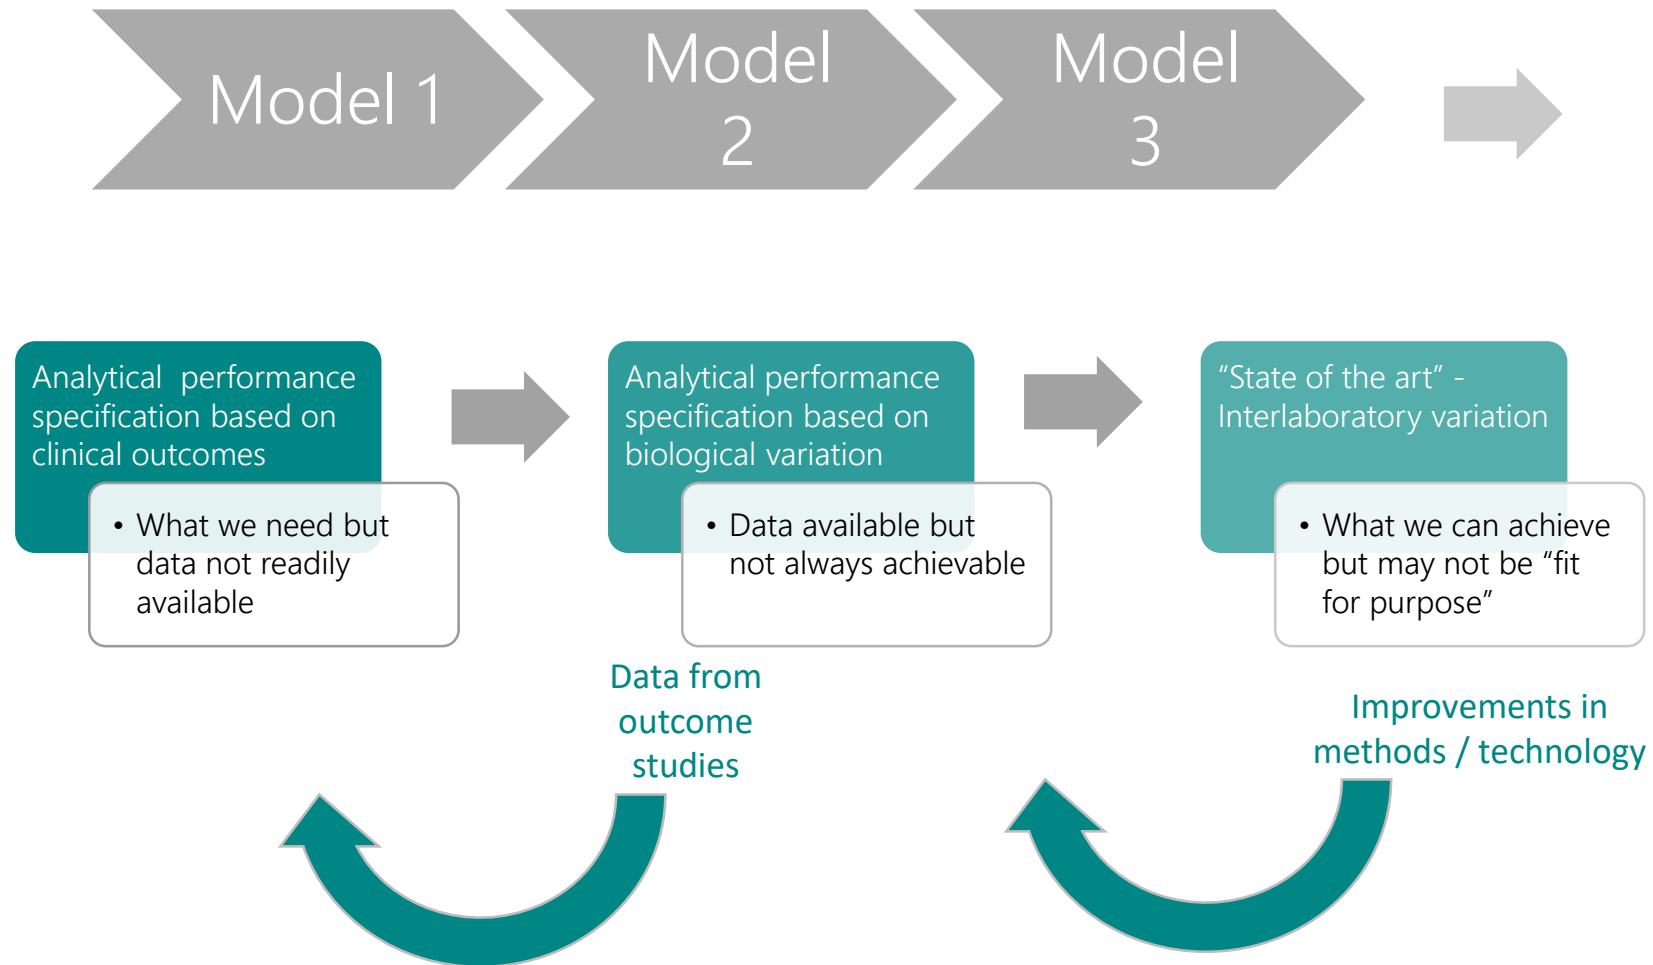 Model 1
Model
2
Model
3
Analytical  performance
specification based on
clinical outcomes
• What we need but
data not readily
available
Analytical performance
specification based on
biological variation
• Data available but
not always achievable
“State of the art” -
Interlaboratory variation
• What we can achieve
but may not be “fit
for purpose”
Data from
outcome
studies
Improvements in
methods / technology